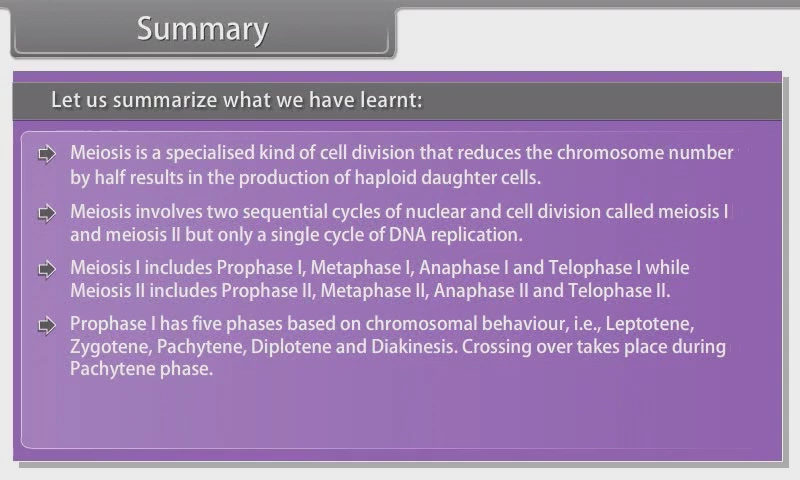 Summary
Let us summarize what we have learnt:
Meiosis is a specialised kind of cell division that reduces the chromosome number
by half results in the production of haploid daughter cells.
Meiosis involves two sequential cycles of nuclear and cell division called meiosis I
and meiosis II but only a single cycle of DNA replication.
Meiosis I includes Prophase I, Metaphase I, Anaphase I and Telophase I while
Meiosis II includes Prophase II, Metaphase II, Anaphase II and Telophase II.
Prophase I has five phases based on chromosomal behaviour, i.e., Leptotene,
Zygotene, Pachytene, Diplotene and Diakinesis. Crossing over takes place during
Pachytene phase.